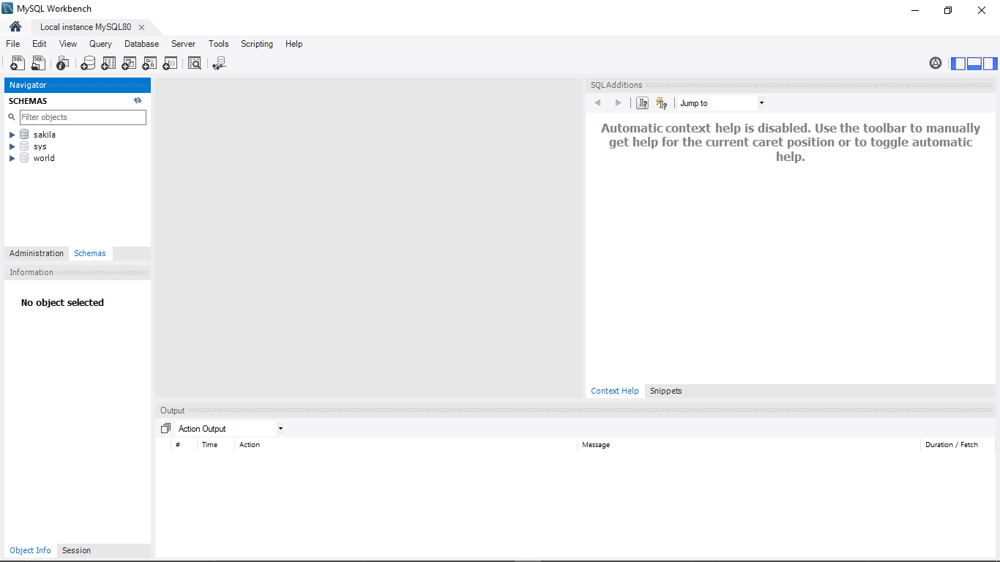 MySQL Workbench
Local instance MySQL80
File Edit View Query Database Server Tools Scripting Help
SQL SQL
Navigator
SCHEMAS
Filter objects
sakila
sys
world
Administration Schemas
Information
No object selected
Object Info Session
SQLAdditions
Jump to
Automatic context help is disabled. Use the toolbar to manually
get help for the current caret position or to toggle automatic
help.
Context Help Snippets
Output
Action Output
# Time Action Message Duration / Fetch